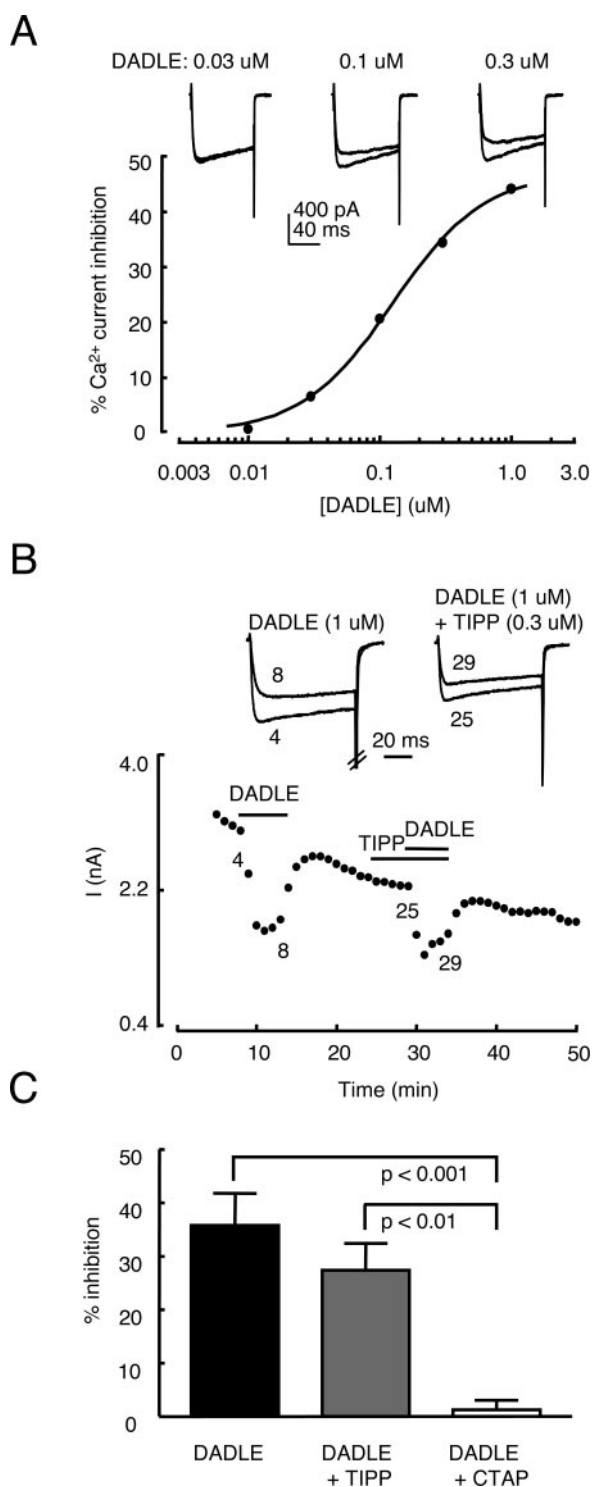 A
DADLE: 0.03 uM 0.1 uM 0.3 uM
400 pA
40 ms
% Ca²⁺ current inhibition
50
40
30
20
10
0
0.003 0.01 0.1 1.0 3.0
[DADLE] (uM)
B
DADLE (1 uM)
DADLE (1 uM)
+ TIPP (0.3 uM)
8
4
29
25
20 ms
I (nA)
4.0
2.2
0.4
DADLE
4
8
DADLE
TIPP
25
29
0 10 20 30 40 50
Time (min)
C
% inhibition
50
40
30
20
10
0
p < 0.001
p < 0.01
DADLE DADLE DADLE
+ TIPP + CTAP